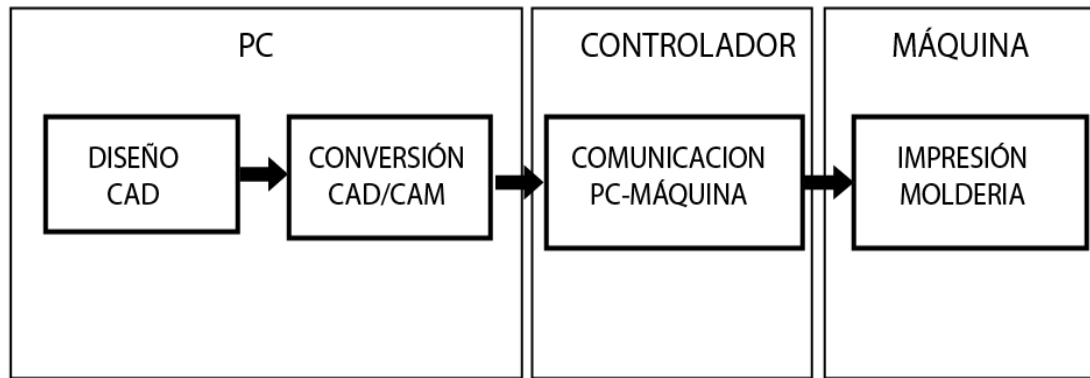 PC
CONTROLADOR
MÁQUINA
DISEÑO
CAD
CONVERSIÓN
CAD/CAM
COMUNICACION
PC-MÁQUINA
IMPRESIÓN
MOLDERIA